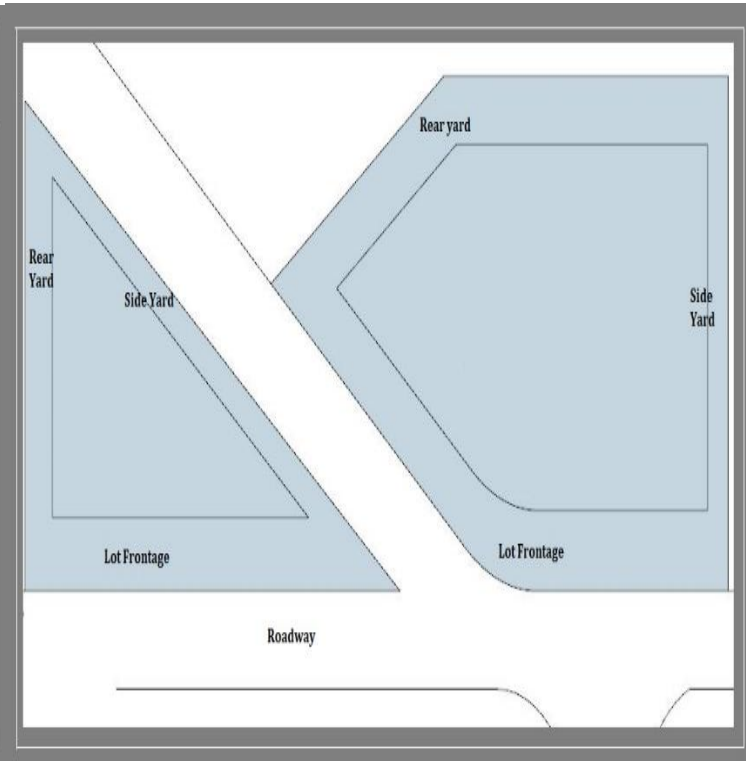 Rear yard
Rear
Yard
Side Yard
Side
Yard
Lot Frontage
Lot Frontage
Roadway